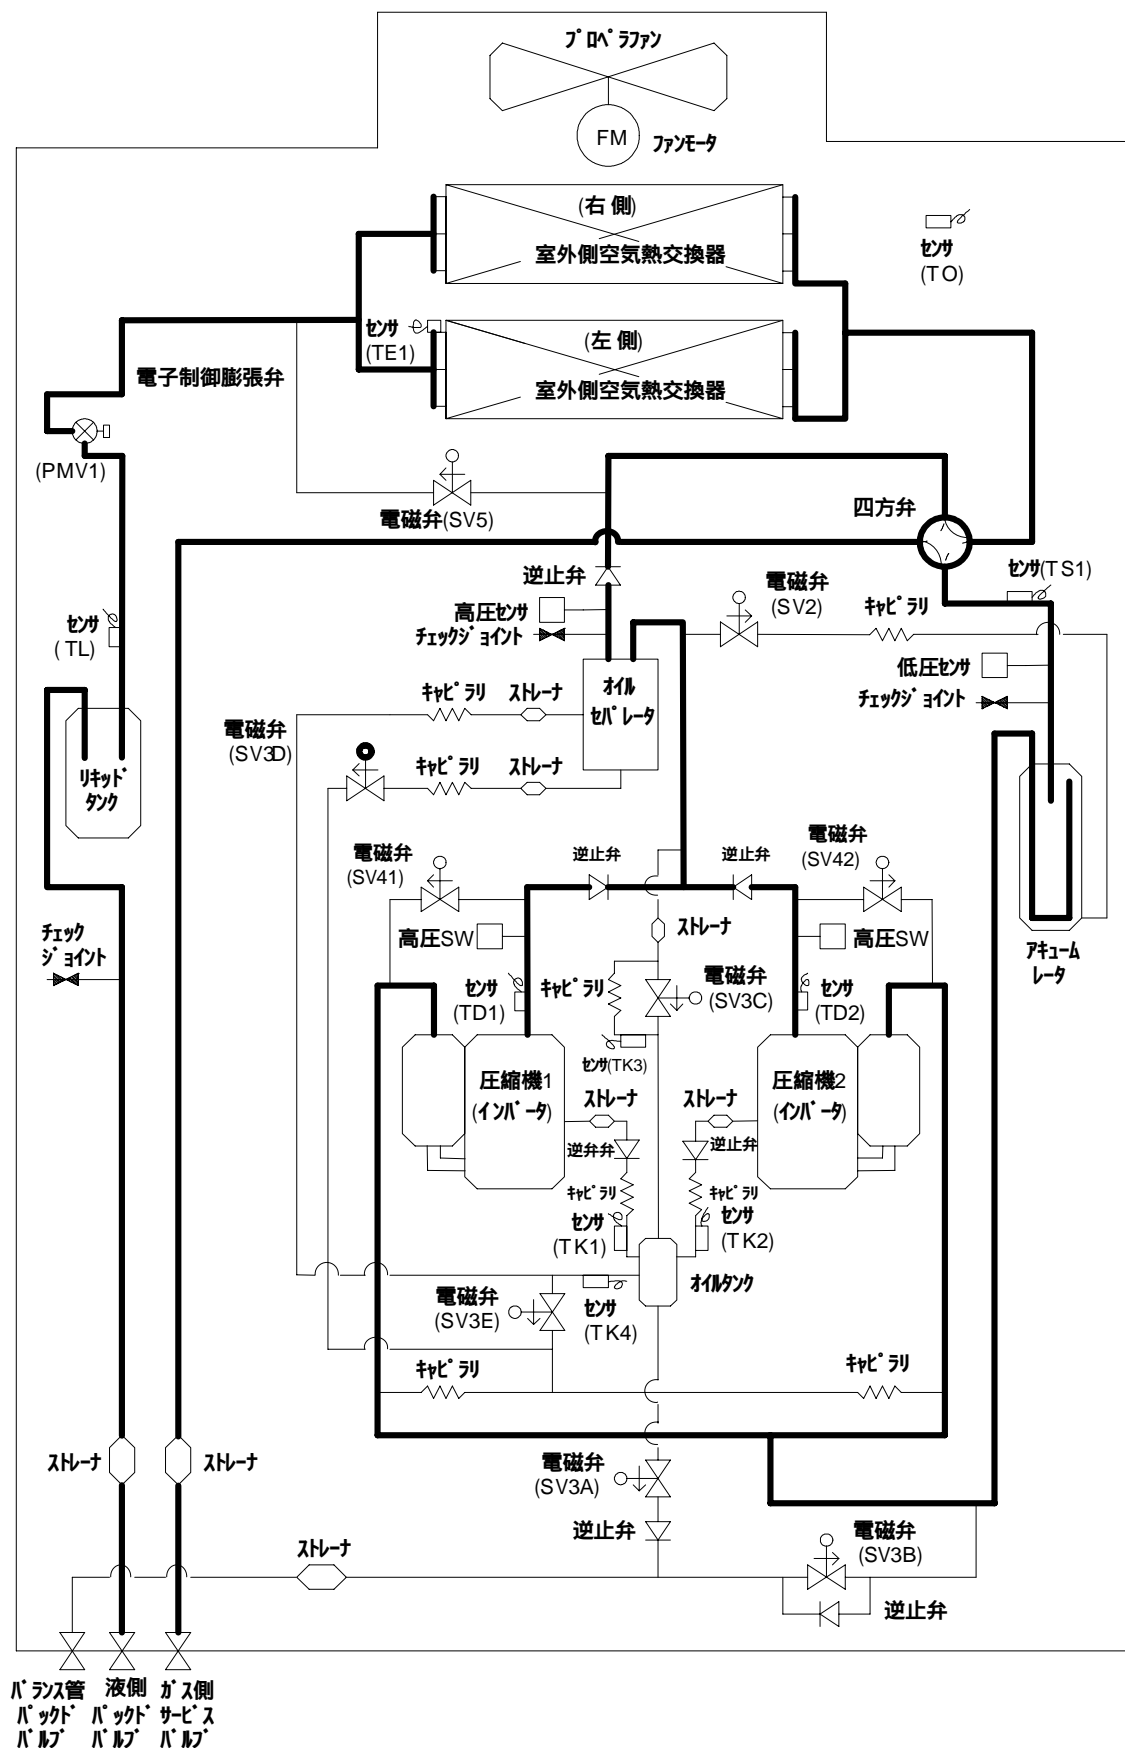 プロペラファン
FM
ファンモータ
(右 側)
室外側空気熱交換器
センサ
(TO)
センサ
(TE1)
(左 側)
室外側空気熱交換器
電子制御膨張弁
(PMV1)
電磁弁(SV5)
四方弁
逆止弁
電磁弁
(SV2)
センサ(TS1)
キャピラリ
高圧センサ
チェックジョイント
センサ
(TL)
低圧センサ
チェックジョイント
オイル
セパレータ
キャピラリ
ストレーナ
電磁弁
(SV3D)
キャピラリ
ストレーナ
リキッド
タンク
電磁弁
(SV41)
逆止弁
逆止弁
電磁弁
(SV42)
ストレーナ
高圧SW
高圧SW
チェック
ジョイント
アキューム
レータ
センサ
(TD1)
キャピラリ
電磁弁
(SV3C)
センサ
(TD2)
センサ(TK3)
圧縮機1
(インバータ)
ストレーナ
ストレーナ
圧縮機2
(インバータ)
逆弁弁
逆止弁
キャピラリ
キャピラリ
センサ
(TK1)
センサ
(TK2)
オイルタンク
電磁弁
(SV3E)
センサ
(TK4)
キャピラリ
キャピラリ
ストレーナ
ストレーナ
電磁弁
(SV3A)
逆止弁
ストレーナ
電磁弁
(SV3B)
逆止弁
バランス管
パックド
バルブ
液側
パックド
バルブ
ガス側
サービス
バルブ